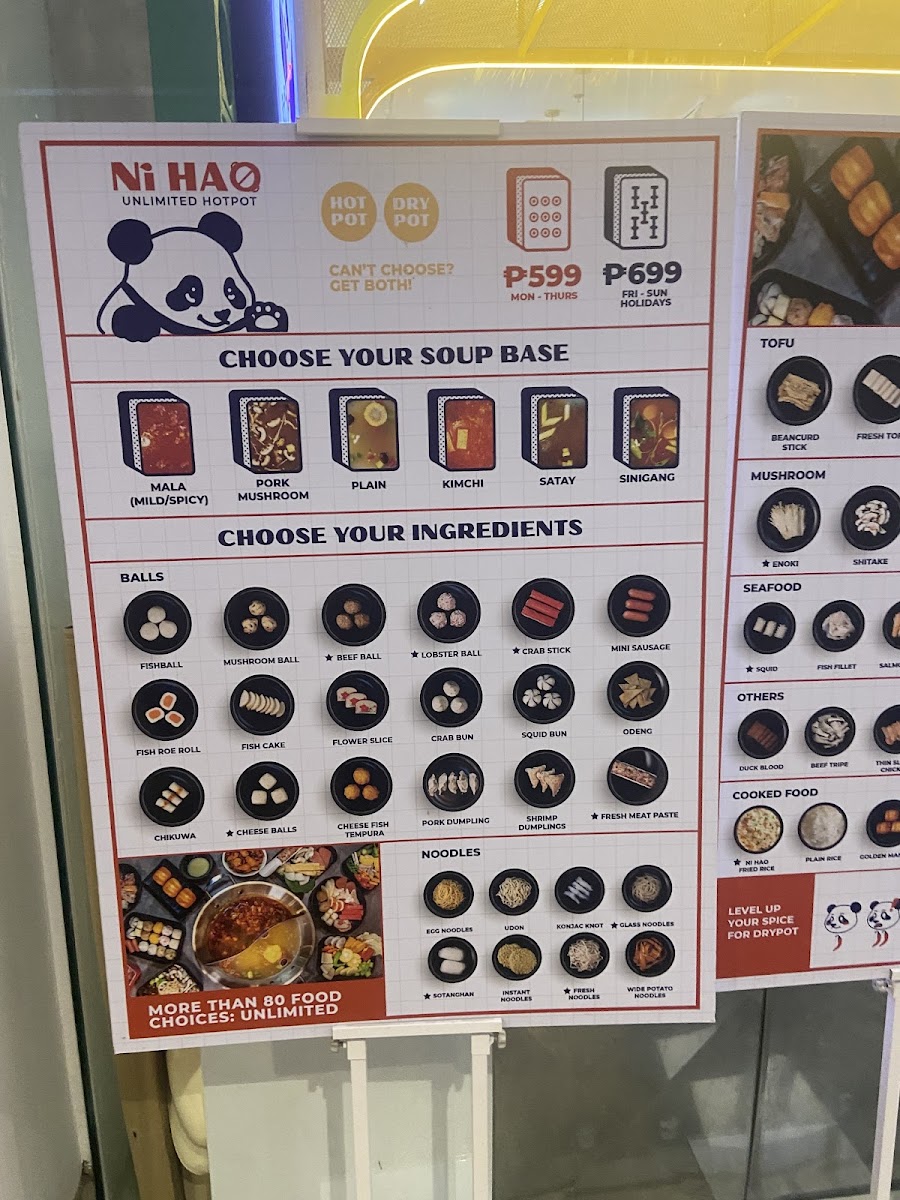 Ni HAO
UNLIMITED HOTPOT
HOT
POT
DRY
POT
CAN'T CHOOSE?
GET BOTH!
₱599
MON - THURS
₱699
FRI - SUN
HOLIDAYS
CHOOSE YOUR SOUP BASE
MALA
(MILD/SPICY)
PORK
MUSHROOM
PLAIN
KIMCHI
SATAY
SINIGANG
CHOOSE YOUR INGREDIENTS
BALLS
FISHBALL
MUSHROOM BALL
★ BEEF BALL
★ LOBSTER BALL
★ CRAB STICK
MINI SAUSAGE
FISH ROE ROLL
FISH CAKE
FLOWER SLICE
CRAB BUN
SQUID BUN
ODENG
CHIKUWA
★ CHEESE BALLS
CHEESE FISH
TEMPURA
PORK DUMPLING
SHRIMP
DUMPLINGS
★ FRESH MEAT PASTE
MORE THAN 80 FOOD
CHOICES: UNLIMITED
NOODLES
EGG NOODLES
UDON
KONJAC KNOT
★ GLASS NOODLES
★ SOTANGHAN
INSTANT
NOODLES
★ FRESH
NOODLES
WIDE POTATO
NOODLES
TOFU
BEANCURD
STICK
FRESH
MUSHROOM
★ ENOKI
SHITAKE
SEAFOOD
★ SQUID
FISH FILLET
OTHERS
DUCK BLOOD
BEEF TRIPE
THIN
COOKED FOOD
★ NI HAO
FRIED RICE
PLAIN RICE
GOLDEN
LEVEL UP
YOUR SPICE
FOR DRYPOT